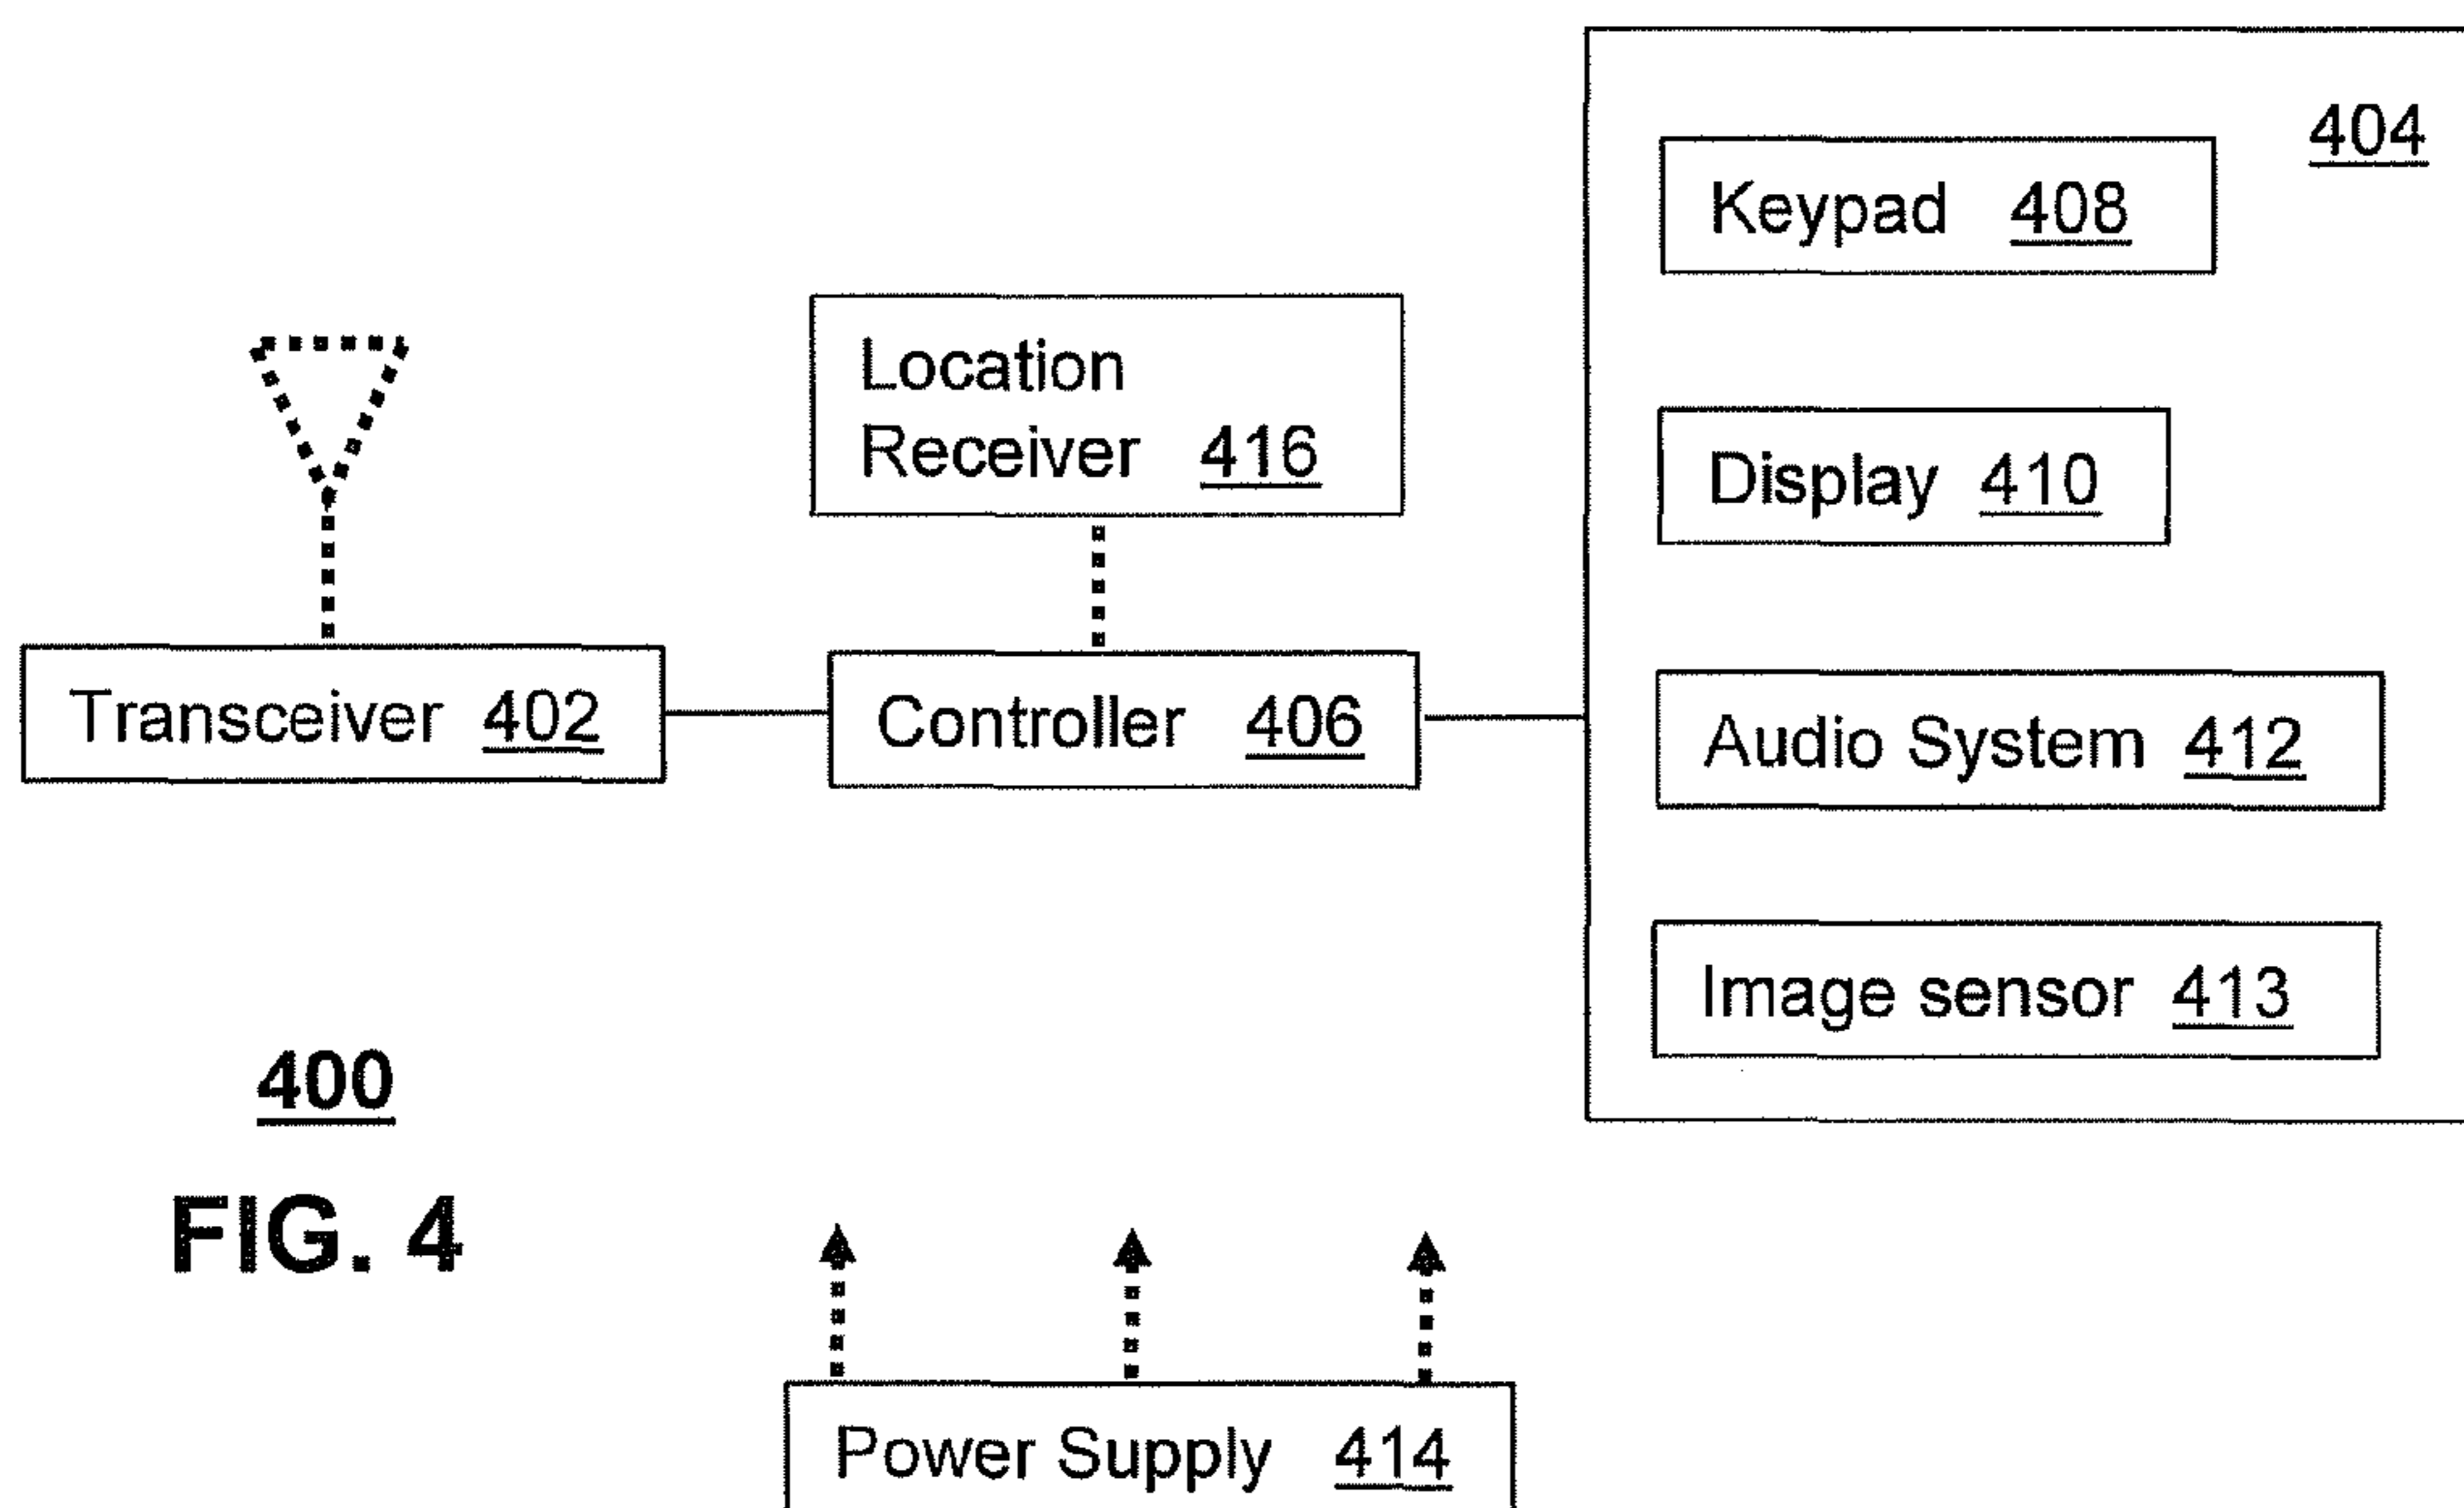 404
Keypad 408
Location
Receiver 416
Display 410
Transceiver 402
Controller 406
Audio System 412
Image sensor 413
400
FIG. 4
Power Supply 414